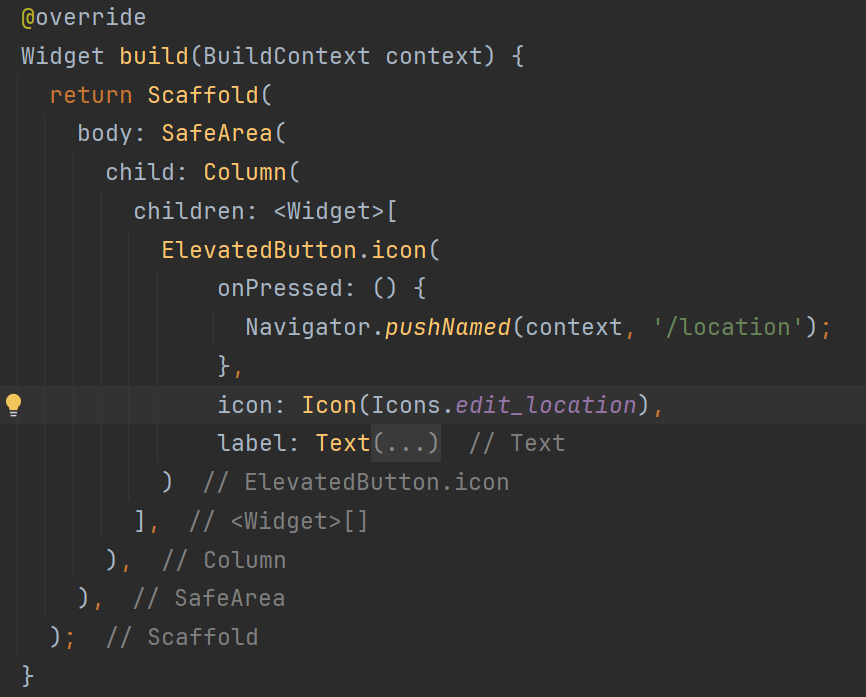 @override
Widget build(BuildContext context) {
  return Scaffold(
    body: SafeArea(
      child: Column(
        children: <Widget>[
          ElevatedButton.icon(
              onPressed: () {
                Navigator.pushNamed(context, '/location');
              },
              icon: Icon(Icons.edit_location),
              label: Text(...)  // Text
          )  // ElevatedButton.icon
        ],  // <Widget>[]
      ),  // Column
    ),  // SafeArea
  );  // Scaffold
}